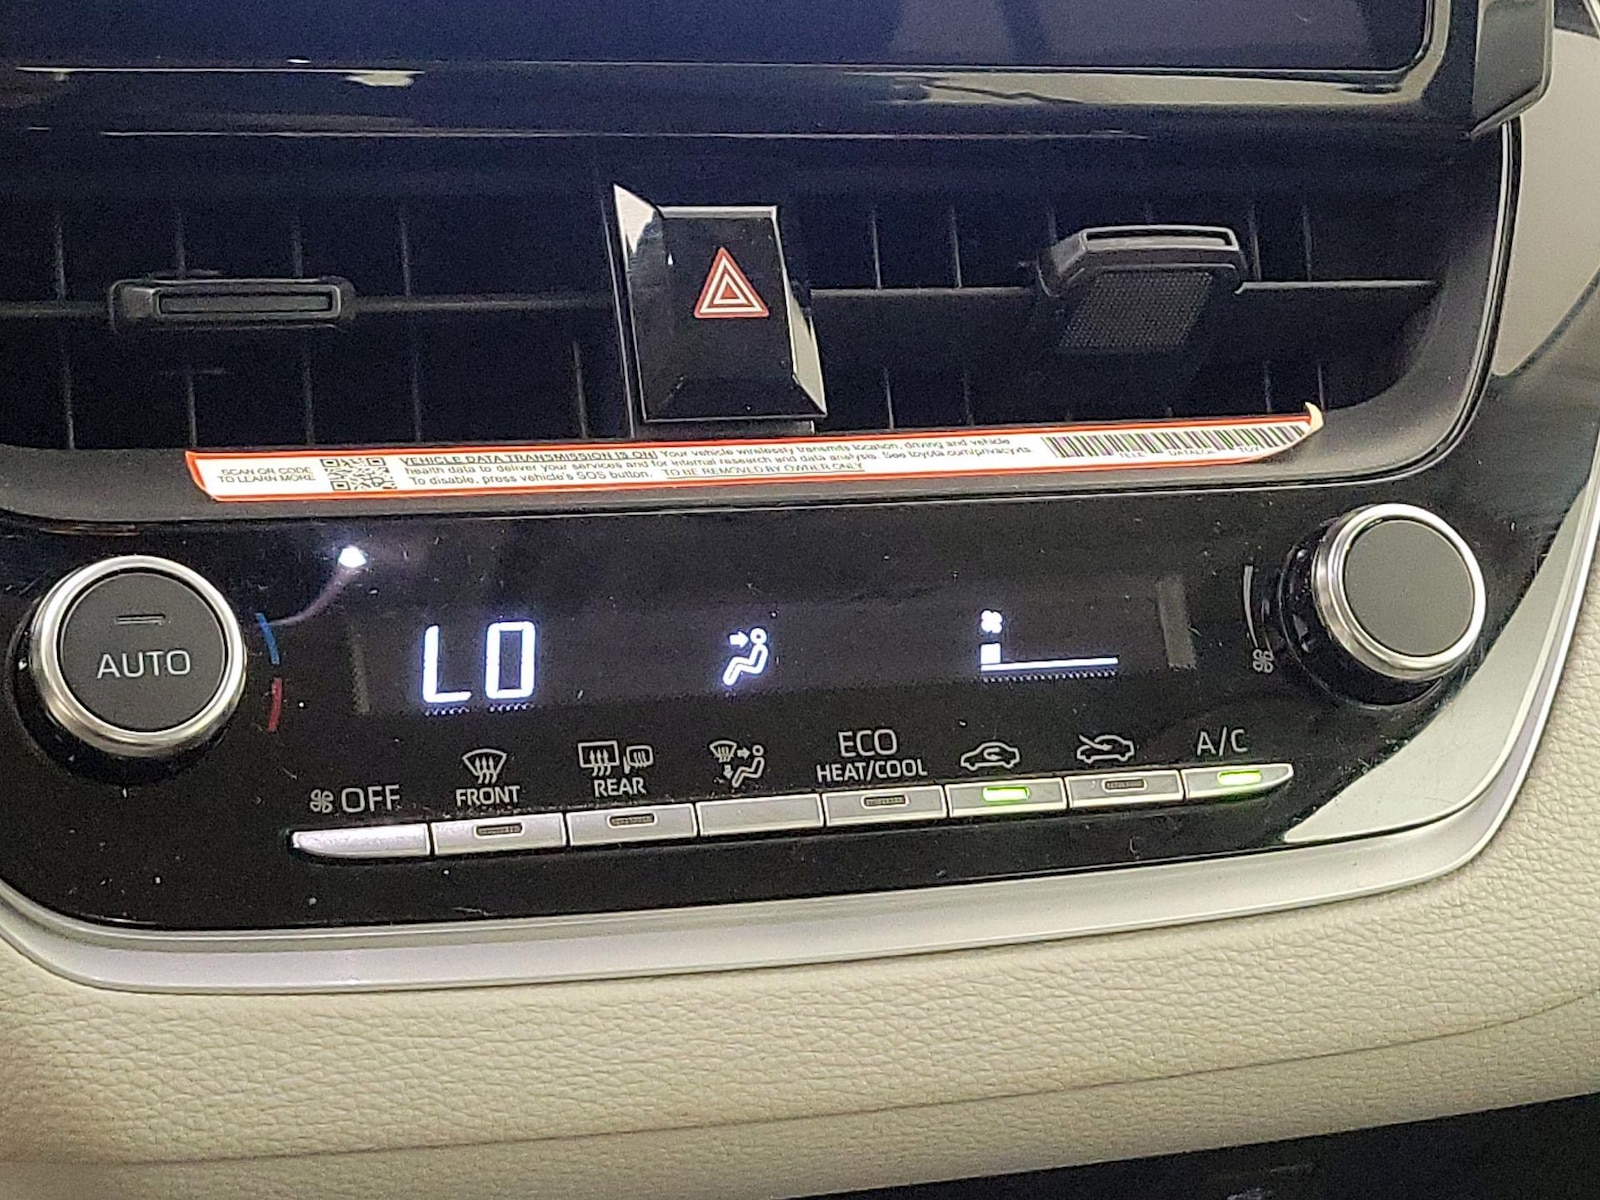 SCAN QR CODE
TO LEARN MORE
VEHICLE DATA TRANSMISSION IS ON! Your vehicle wirelessly transmits location, driving and vehicle
health data to deliver your services and for internal research and data analysis. See toyota.com/privacyvts
To disable, press vehicle's SOS button. TO BE REMOVED BY OWNER ONLY
AUTO
LO
OFF
FRONT
REAR
ECO
HEAT/COOL
A/C